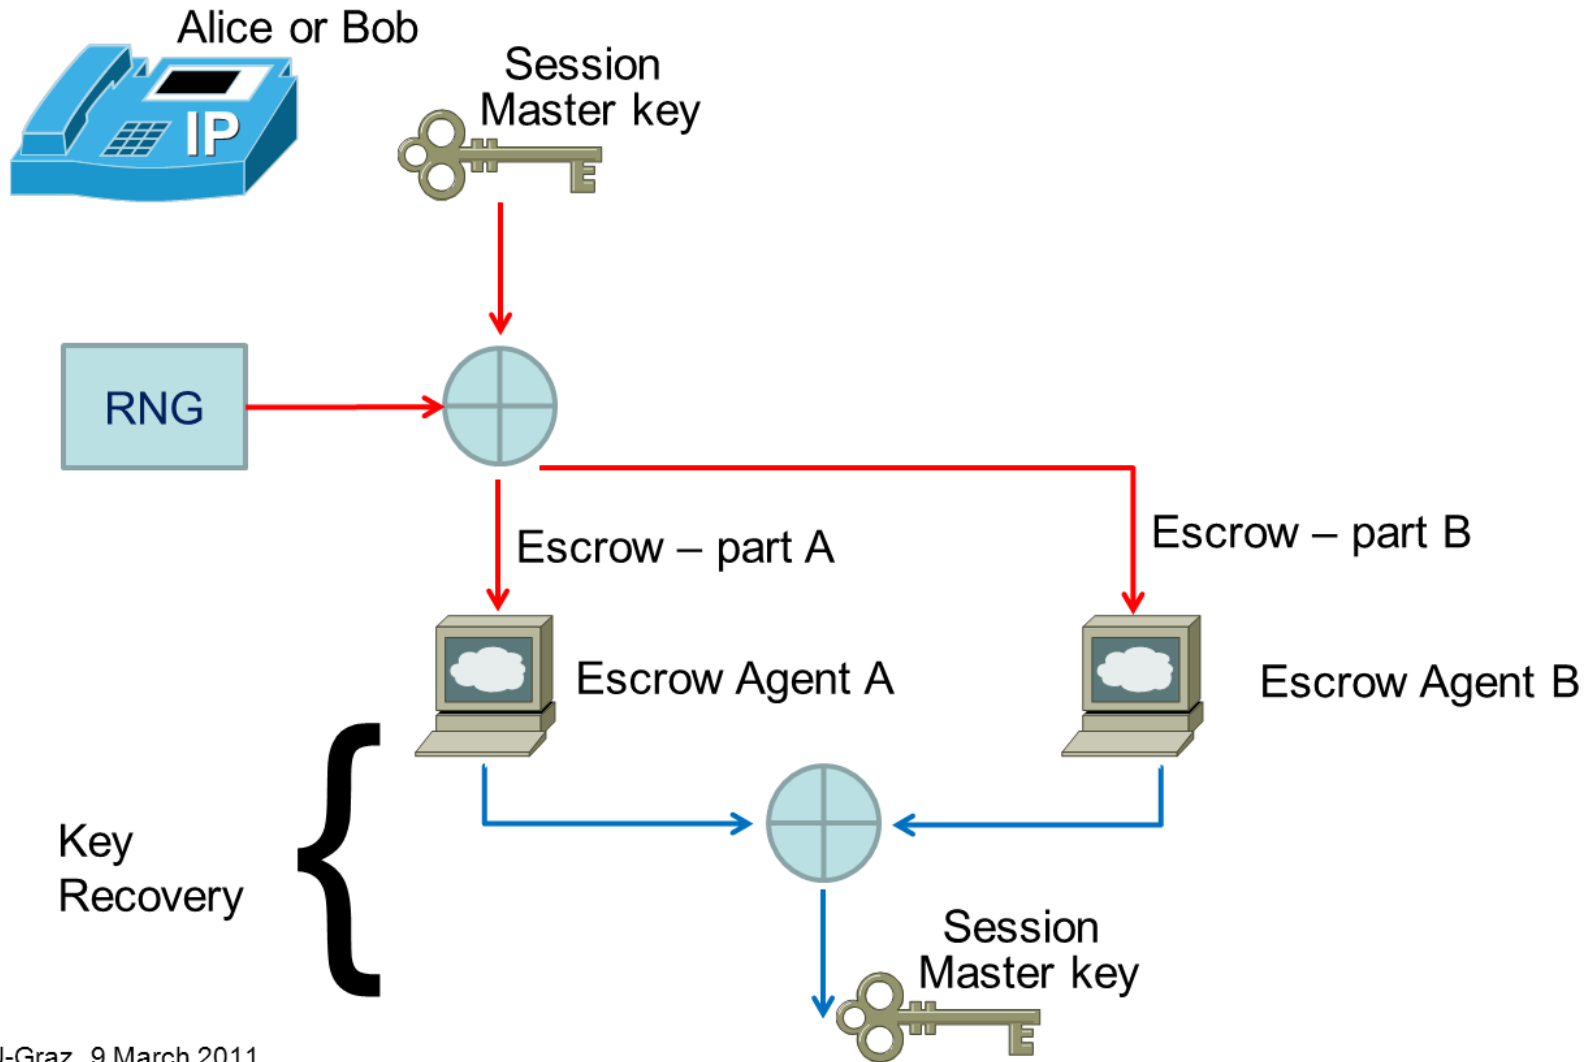 Alice or Bob
Session
Master key
IP
RNG
Escrow – part A
Escrow – part B
Escrow Agent A
Escrow Agent B
Key
Recovery
Session
Master key
-Graz, 9 March 2011